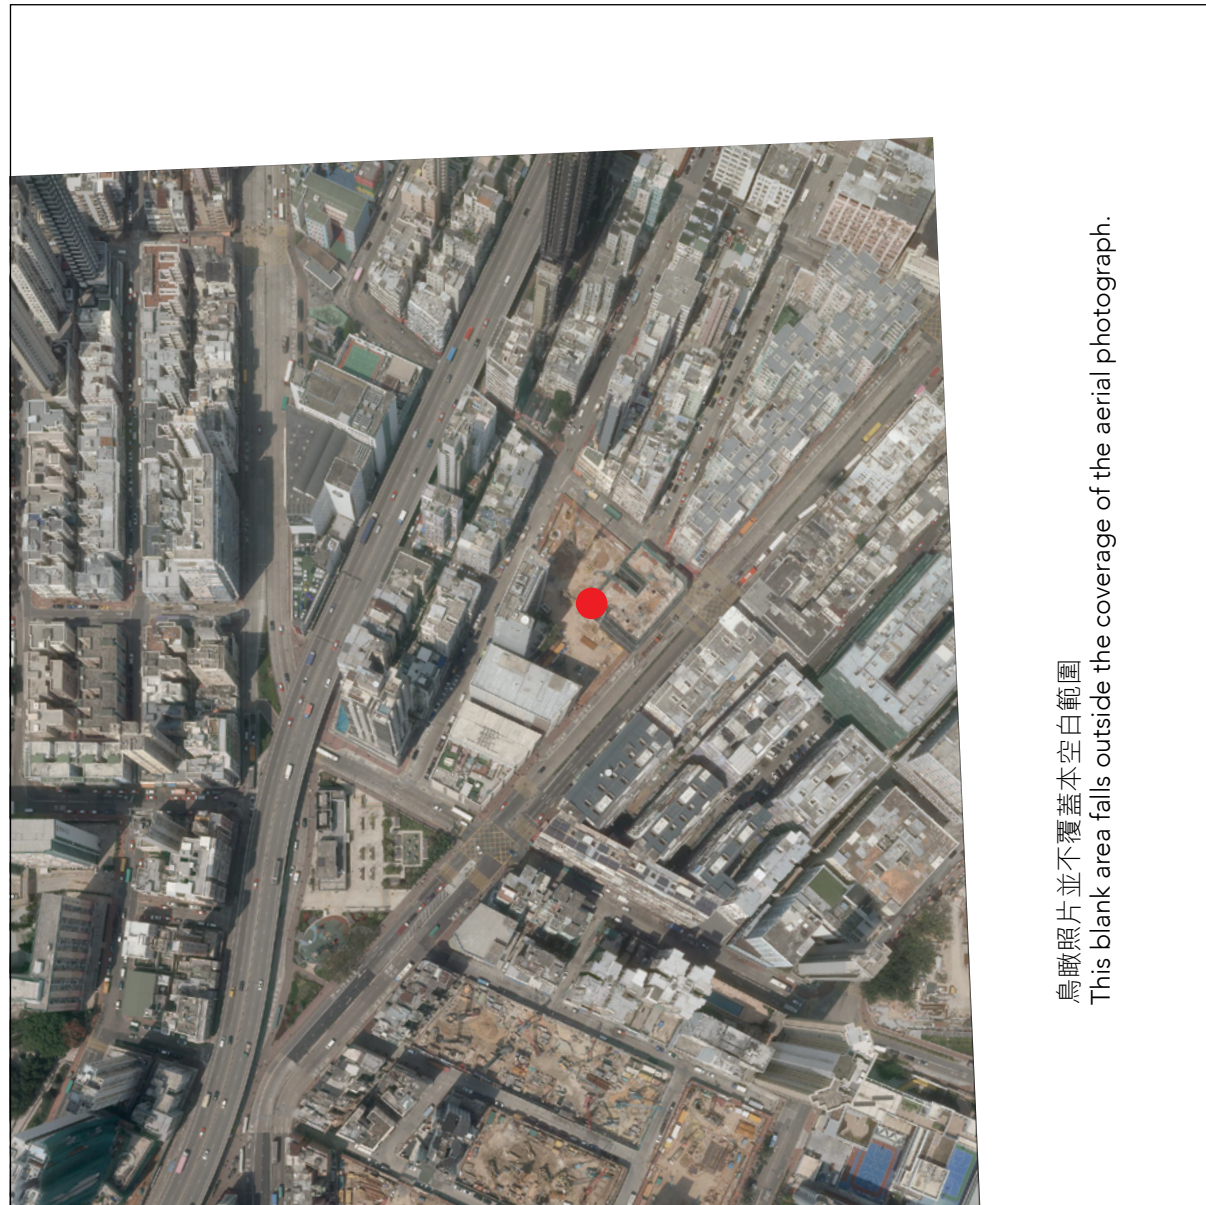 鳥瞰照片並不覆蓋本空白範圍
This blank area falls outside the coverage of the aerial photograph.